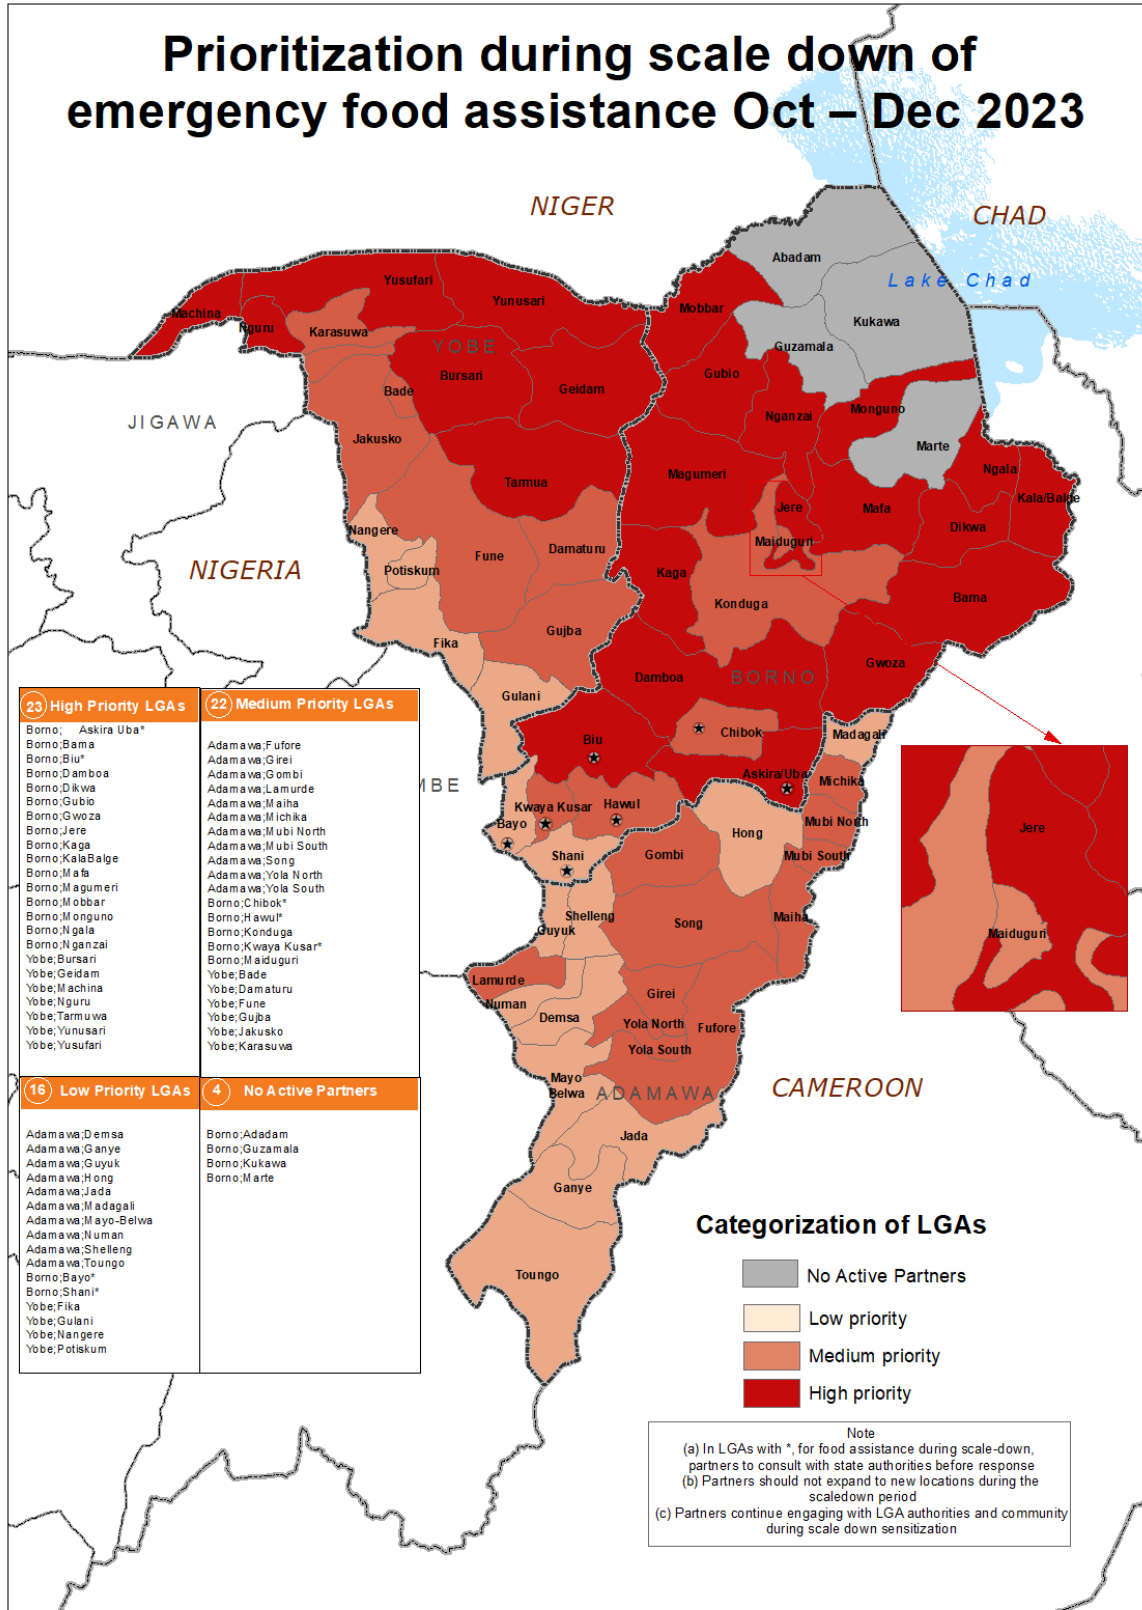 Prioritization during scale down of
emergency food assistance Oct – Dec 2023
NIGER
CHAD
Lake Chad
Abadam
Kukawa
Guzamala
Mobbar
Yusufari
Yunusari
Machina
Nguru
Karasuwa
YOBE
Bursari
Geidam
Bade
Gubio
Nganzai
Monguno
Marte
JIGAWA
Jakusko
Tarmua
Magumeri
Ngala
Kala/Balge
Jere
Mafa
Dikwa
Nangere
Fune
Damaturu
Maiduguri
NIGERIA
Potiskum
Kaga
Konduga
Bama
Gujba
Fika
Gwoza
Damboa
BORNO
Gulani
Chibok
Biu
Madagali
Askira/Uba
Michika
MBE
Kwaya Kusar
Hawul
Bayo
Mubi North
Hong
Shani
Gombi
Mubi South
Shelleng
Guyuk
Song
Maiha
Lamurde
Numan
Girei
Demsa
Yola North
Fufore
Yola South
Mayo
Belwa
ADAMAWA
CAMEROON
Jada
Ganye
Toungo
Jere
Maiduguri
23 High Priority LGAs
Borno; Askira Uba*
Borno;Bama
Borno;Biu*
Borno;Damboa
Borno;Dikwa
Borno;Gubio
Borno;Gwoza
Borno;Jere
Borno;Kaga
Borno;KalaBalge
Borno;Mafa
Borno;Magumeri
Borno;Mobbar
Borno;Monguno
Borno;Ngala
Borno;Nganzai
Yobe;Bursari
Yobe;Geidam
Yobe;Machina
Yobe;Nguru
Yobe;Tarmuwa
Yobe;Yunusari
Yobe;Yusufari
22 Medium Priority LGAs
Adamawa;Fufore
Adamawa;Girei
Adamawa;Gombi
Adamawa;Lamurde
Adamawa;Maiha
Adamawa;Michika
Adamawa;Mubi North
Adamawa;Mubi South
Adamawa;Song
Adamawa;Yola North
Adamawa;Yola South
Borno;Chibok*
Borno;Hawul*
Borno;Konduga
Borno;Kwaya Kusar*
Borno;Maiduguri
Yobe;Bade
Yobe;Damaturu
Yobe;Fune
Yobe;Gujba
Yobe;Jakusko
Yobe;Karasuwa
16 Low Priority LGAs
Adamawa;Demsa
Adamawa;Ganye
Adamawa;Guyuk
Adamawa;Hong
Adamawa;Jada
Adamawa;Madagali
Adamawa;Mayo-Belwa
Adamawa;Numan
Adamawa;Shelleng
Adamawa;Toungo
Borno;Bayo*
Borno;Shani*
Yobe;Fika
Yobe;Gulani
Yobe;Nangere
Yobe;Potiskum
4 No Active Partners
Borno;Adadam
Borno;Guzamala
Borno;Kukawa
Borno;Marte
Categorization of LGAs
No Active Partners
Low priority
Medium priority
High priority
Note
(a) In LGAs with *, for food assistance during scale-down,
partners to consult with state authorities before response
(b) Partners should not expand to new locations during the
scaledown period
(c) Partners continue engaging with LGA authorities and community
during scale down sensitization